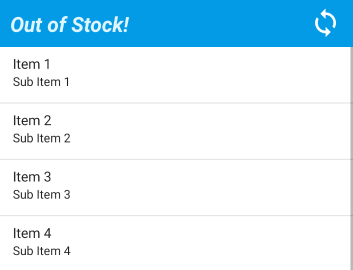 Out of Stock!
Item 1
Sub Item 1
Item 2
Sub Item 2
Item 3
Sub Item 3
Item 4
Sub Item 4